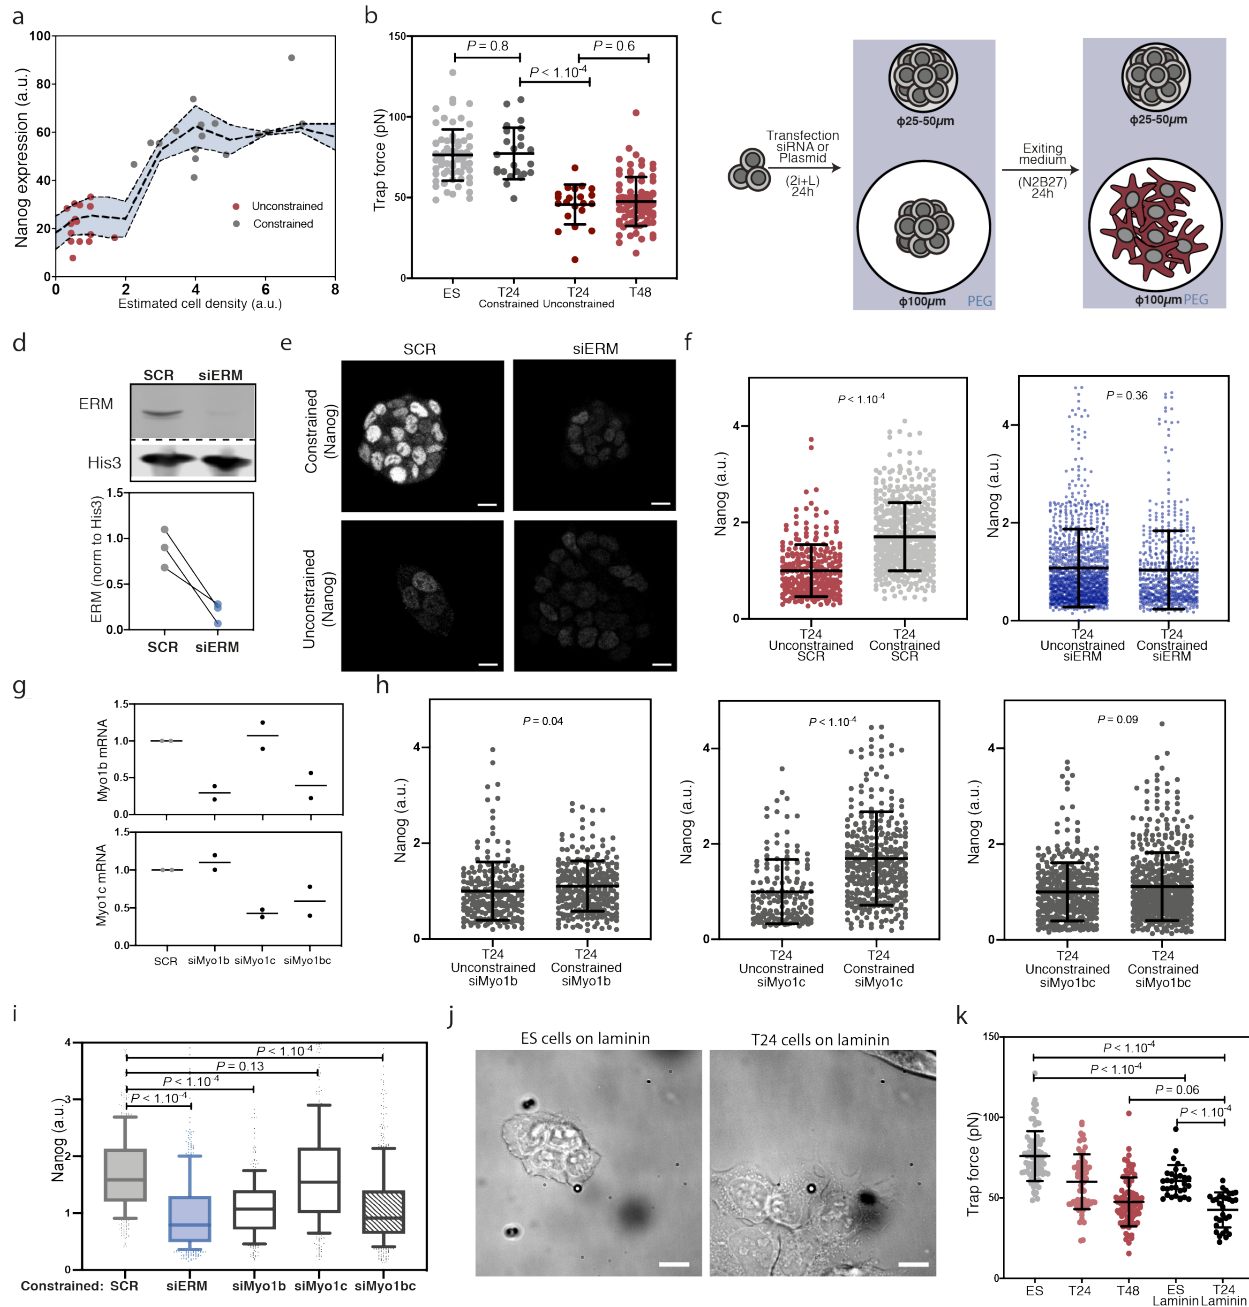 a
Nanog expression (a.u.)
100
80
60
40
20
0
0
2
4
6
8
Estimated cell density (a.u.)
Unconstrained
Constrained
b
Trap force (pN)
150
100
50
0
P = 0.8
P < 1.10-4
P = 0.6
ES
T24
T24
T48
Constrained
Unconstrained
c
Transfection
siRNA or
Plasmid
(2i+L)
24h
ϕ25-50μm
ϕ100μm
PEG
Exiting
medium
(N2B27)
24h
ϕ25-50μm
ϕ100μm
PEG
d
SCR
siERM
ERM
His3
ERM (norm to His3)
1.5
1.0
0.5
0.0
SCR
siERM
e
SCR
siERM
Constrained
(Nanog)
Unconstrained
(Nanog)
f
Nanog (a.u.)
4
2
0
P < 1.10-4
T24
Unconstrained
SCR
T24
Constrained
SCR
Nanog (a.u.)
4
2
0
P = 0.36
T24
Unconstrained
siERM
T24
Constrained
siERM
g
Myo1b mRNA
1.5
1.0
0.5
0.0
Myo1c mRNA
1.5
1.0
0.5
0.0
SCR
siMyo1b
siMyo1c
siMyo1bc
h
Nanog (a.u.)
4
2
0
P = 0.04
T24
Unconstrained
siMyo1b
T24
Constrained
siMyo1b
Nanog (a.u.)
4
2
0
P < 1.10-4
T24
Unconstrained
siMyo1c
T24
Constrained
siMyo1c
Nanog (a.u.)
4
2
0
P = 0.09
T24
Unconstrained
siMyo1bc
T24
Constrained
siMyo1bc
i
Nanog (a.u.)
4
3
2
1
0
P < 1.10-4
P = 0.13
P < 1.10-4
P < 1.10-4
Constrained: SCR
siERM
siMyo1b
siMyo1c
siMyo1bc
j
ES cells on laminin
T24 cells on laminin
k
Trap force (pN)
150
100
50
0
P < 1.10-4
P < 1.10-4
P = 0.06
P < 1.10-4
ES
T24
T48
ES
Laminin
T24
Laminin